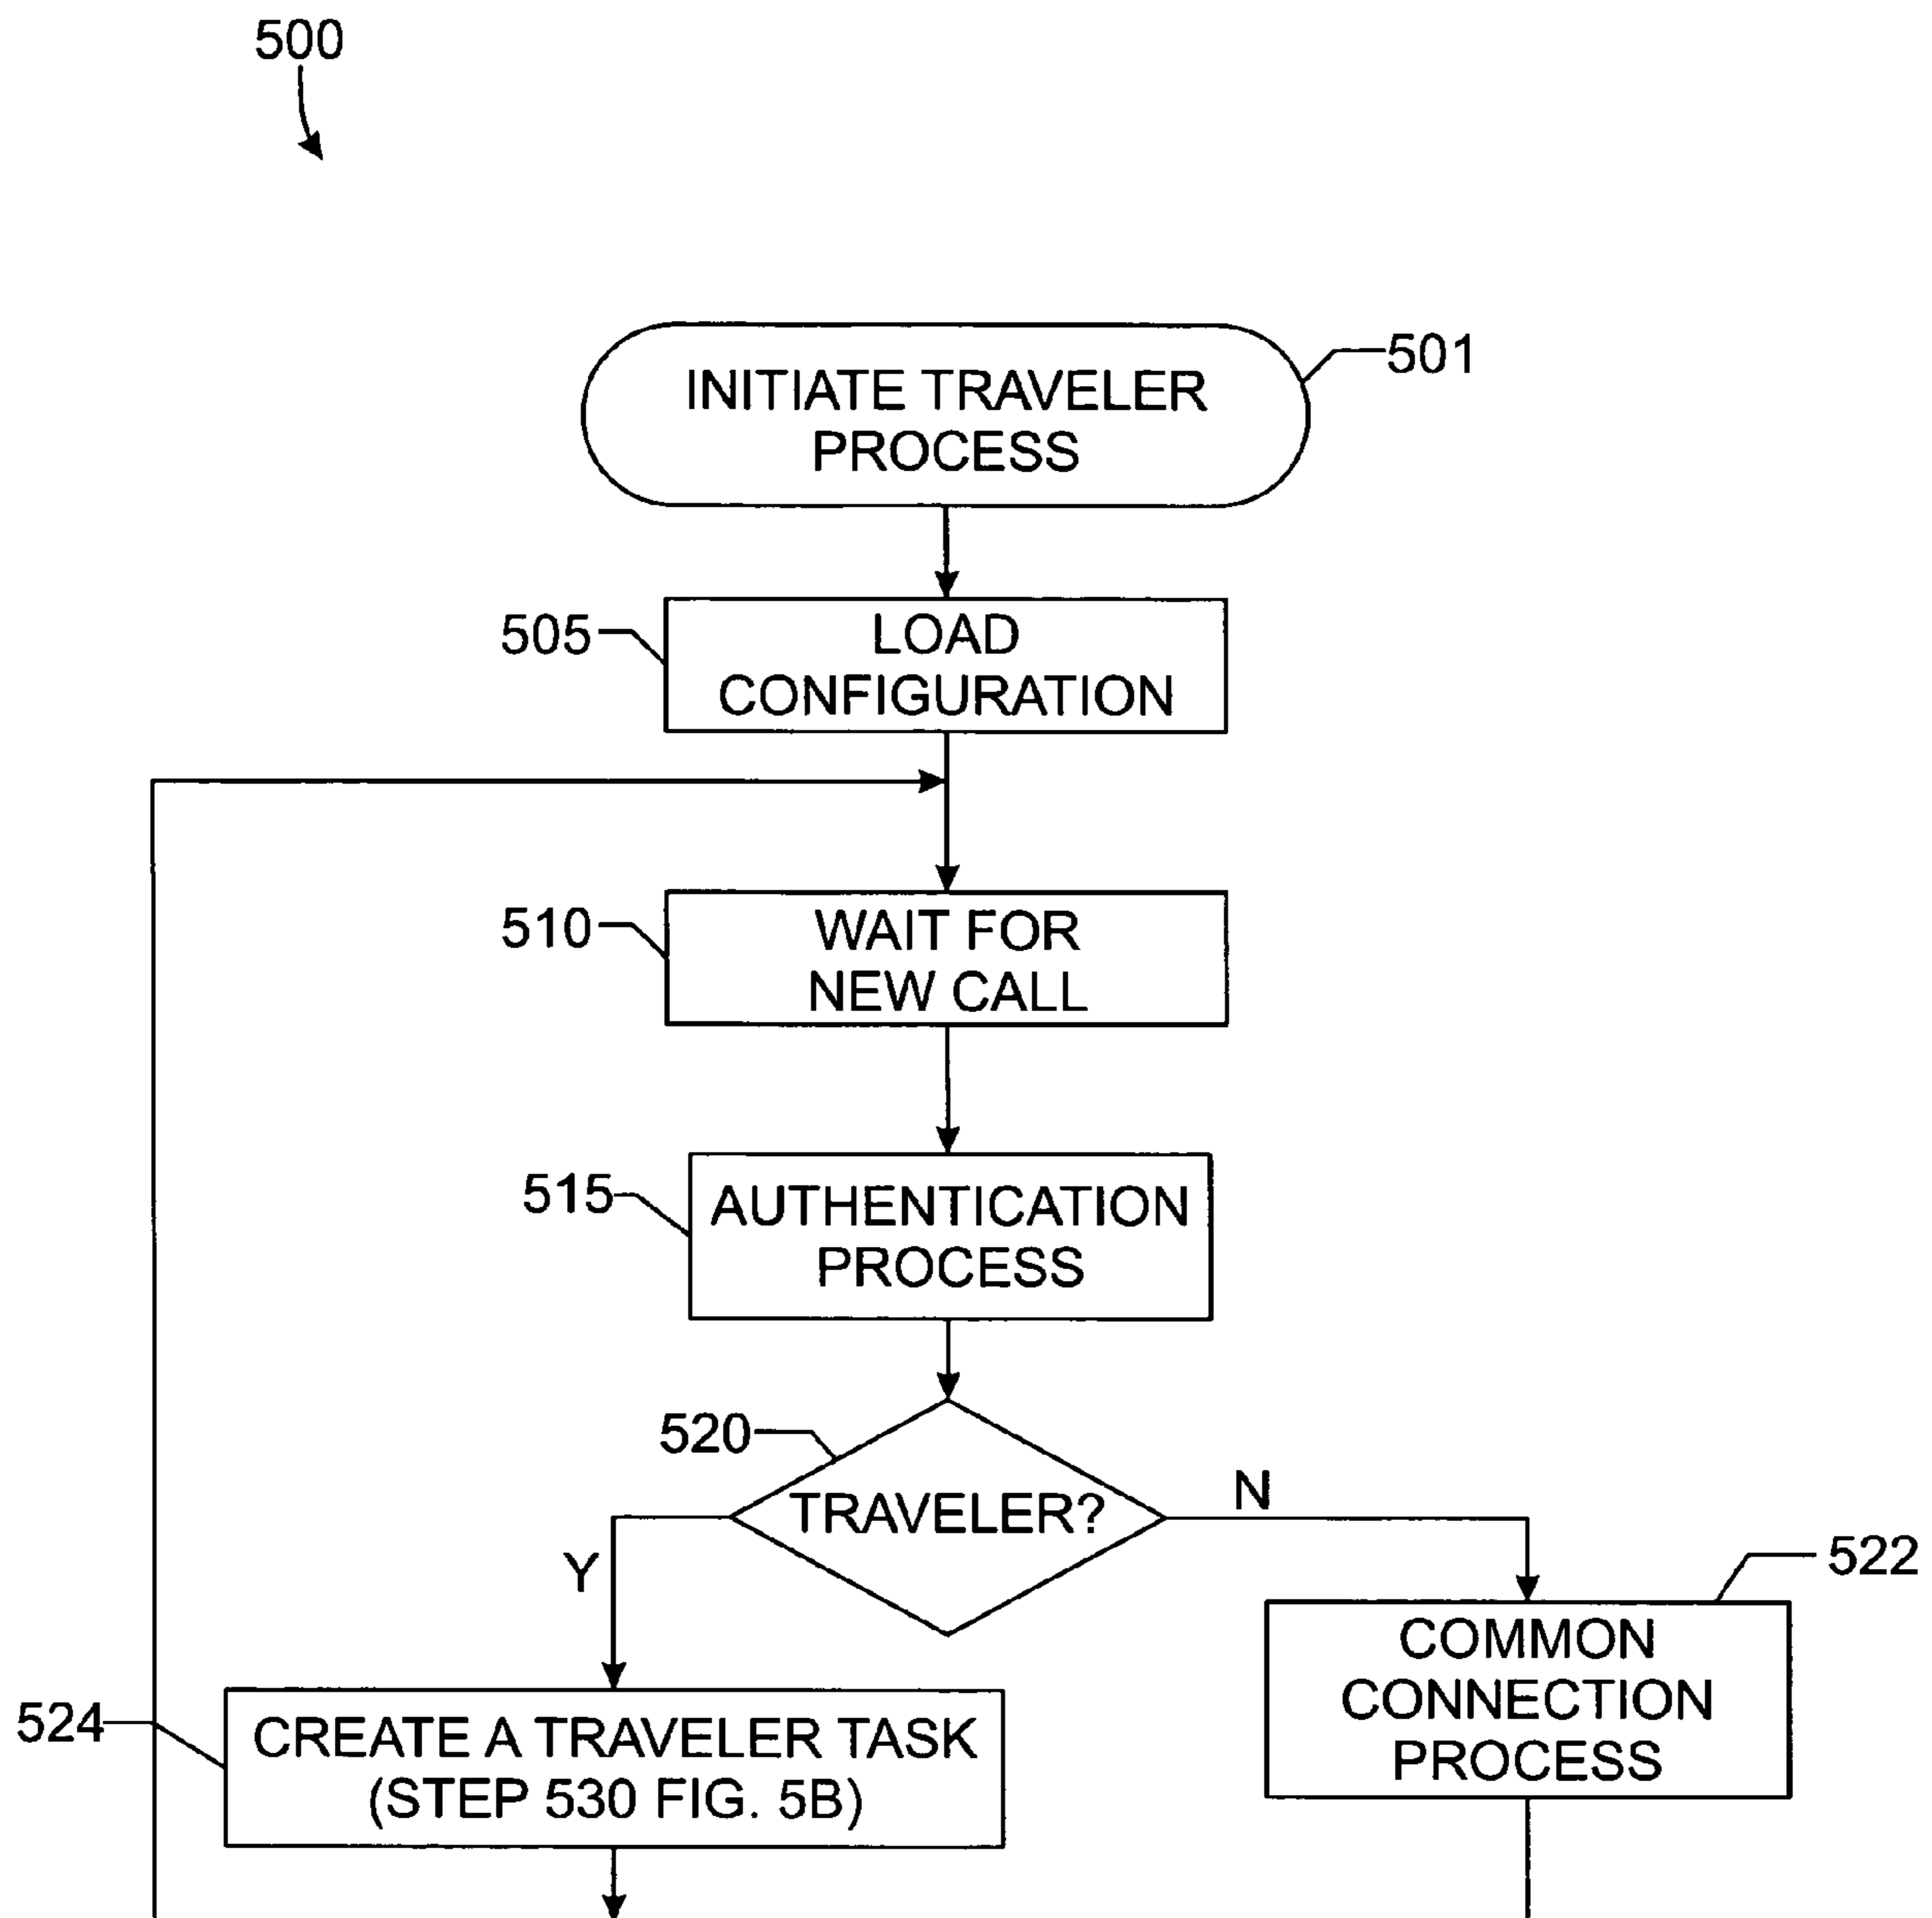 500
INITIATE TRAVELER
PROCESS
501
505
LOAD
CONFIGURATION
510
WAIT FOR
NEW CALL
515
AUTHENTICATION
PROCESS
520
TRAVELER?
Y
N
522
COMMON
CONNECTION
PROCESS
524
CREATE A TRAVELER TASK
(STEP 530 FIG. 5B)